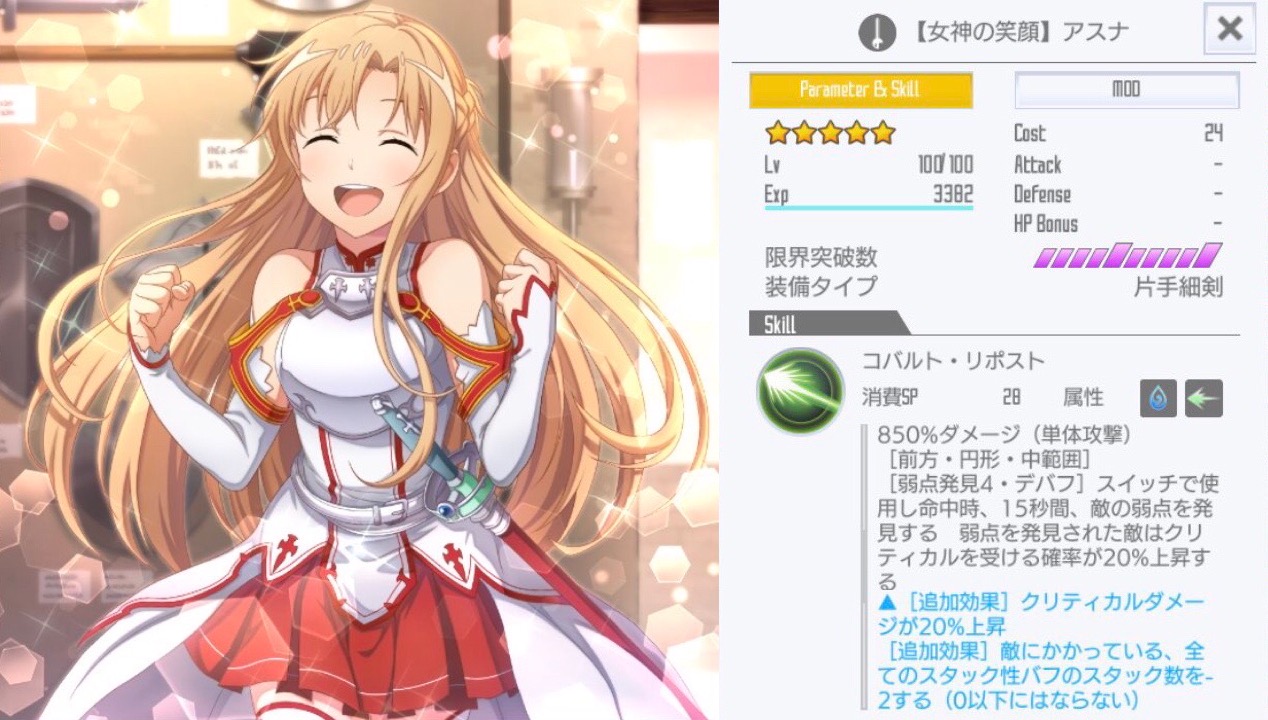 【女神の笑顔】アスナ
Parameter & Skill
MOD
Lv 100/100
Exp 3382
Cost 24
Attack -
Defense -
HP Bonus -
限界突破数
装備タイプ 片手細剣
Skill
コバルト・リポスト
消費SP 28 属性
850%ダメージ（単体攻撃）
［前方・円形・中範囲］
［弱点発見4・デバフ］スイッチで使
用し命中時、15秒間、敵の弱点を発
見する 弱点を発見された敵はクリ
ティカルを受ける確率が20%上昇す
る
▲［追加効果］クリティカルダメー
ジが20%上昇
［追加効果］敵にかかっている、全
てのスタック性バフのスタック数を-
2する（0以下にはならない）